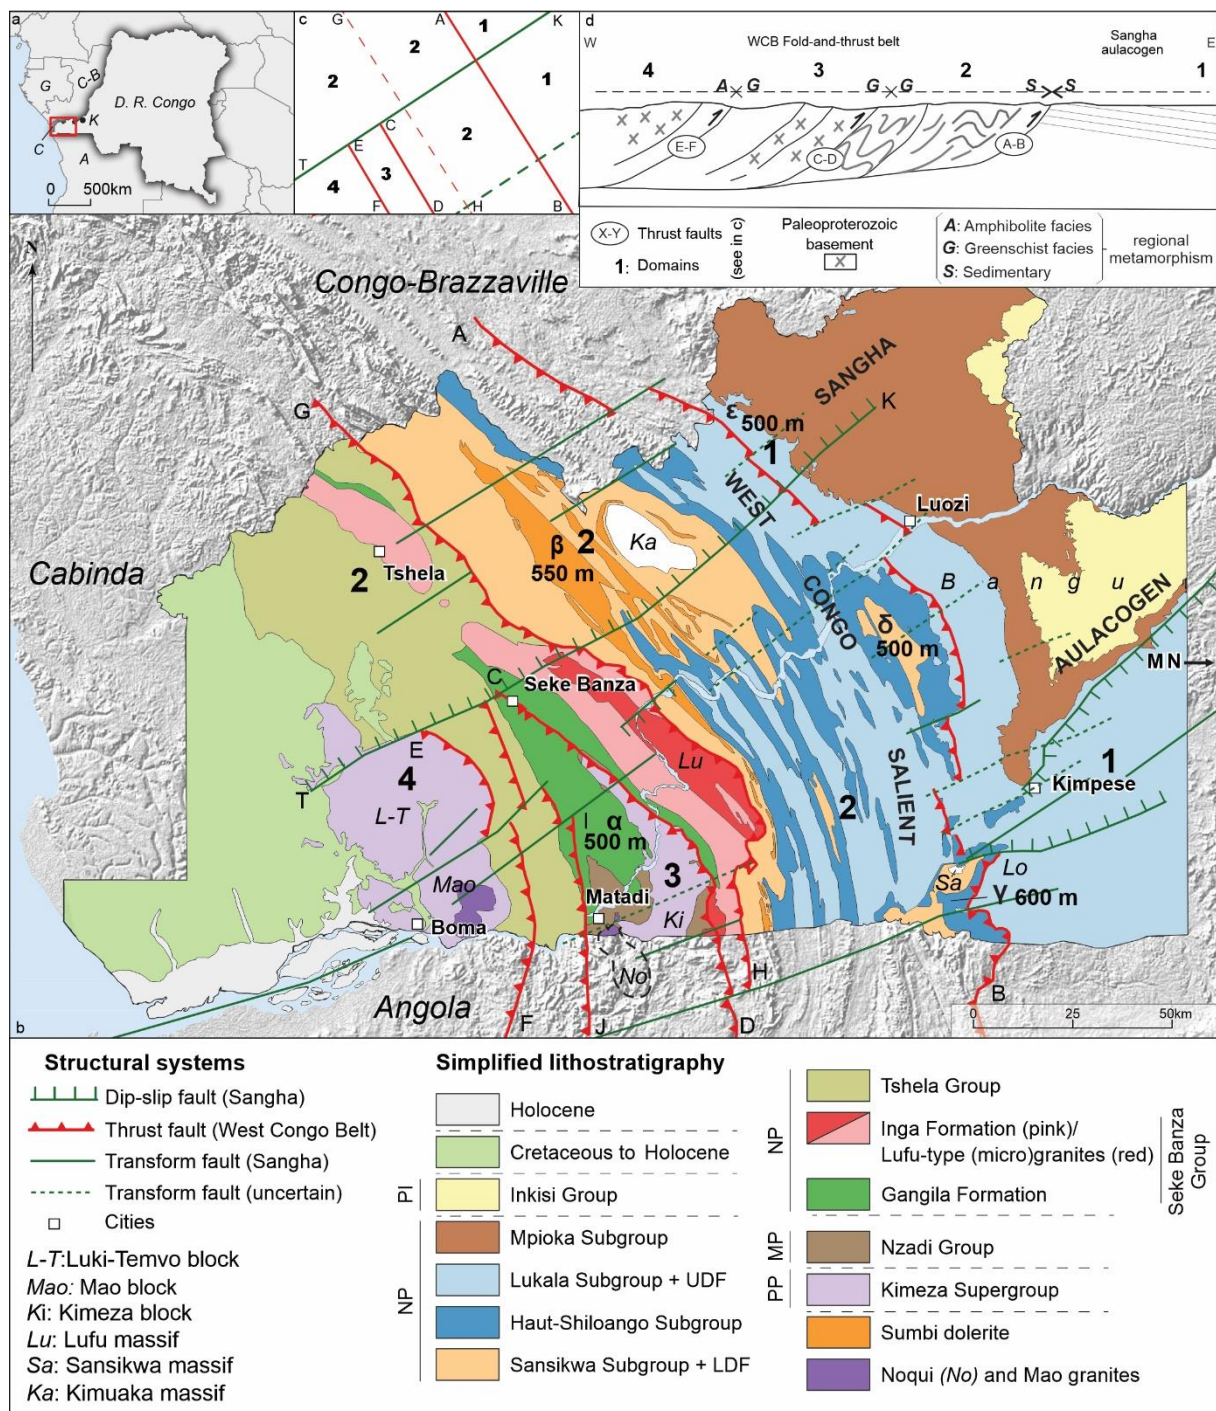 a
G
C-B
D. R. Congo
K
C
A
0 500km
c
G
A
1
K
2
2
1
C
2
T
E
3
4
F
D
H
B
d
W
WCB Fold-and-thrust belt
Sangha
aulacogen
E
4
3
2
1
A G
G G
S S
1
1
1
E-F
C-D
A-B
X-Y Thrust faults
1: Domains
(see in c)
Paleoproterozoic
basement
A: Amphibolite facies
G: Greenschist facies
S: Sedimentary
regional
metamorphism
N
Congo-Brazzaville
A
SANGHA
G
ε
500 m
K
1
WEST
Luozi
Ka
β
2
550 m
Cabinda
2
Tshela
CONGO
Bangu
δ
500 m
AULACOGEN
M N
C
Seke Banza
E
T
4
L-T
Lu
SALIENT
1
Kimpese
2
α
500 m
3
Mao
Matadi
Ki
Sa
Lo
γ 600 m
Boma
No
H
Angola
F
J
D
B
0 25 50km
b
Structural systems
Dip-slip fault (Sangha)
Thrust fault (West Congo Belt)
Transform fault (Sangha)
Transform fault (uncertain)
Cities
L-T:Luki-Temvo block
Mao: Mao block
Ki: Kimeza block
Lu: Lufu massif
Sa: Sansikwa massif
Ka: Kimuaka massif
Simplified lithostratigraphy
Holocene
Cretaceous to Holocene
PI
Inkisi Group
NP
Mpioka Subgroup
Lukala Subgroup + UDF
Haut-Shiloango Subgroup
Sansikwa Subgroup + LDF
NP
Tshela Group
Inga Formation (pink)/
Lufu-type (micro)granites (red)
Gangila Formation
Seke Banza
Group
MP
Nzadi Group
PP
Kimeza Supergroup
Sumbi dolerite
Noqui (No) and Mao granites